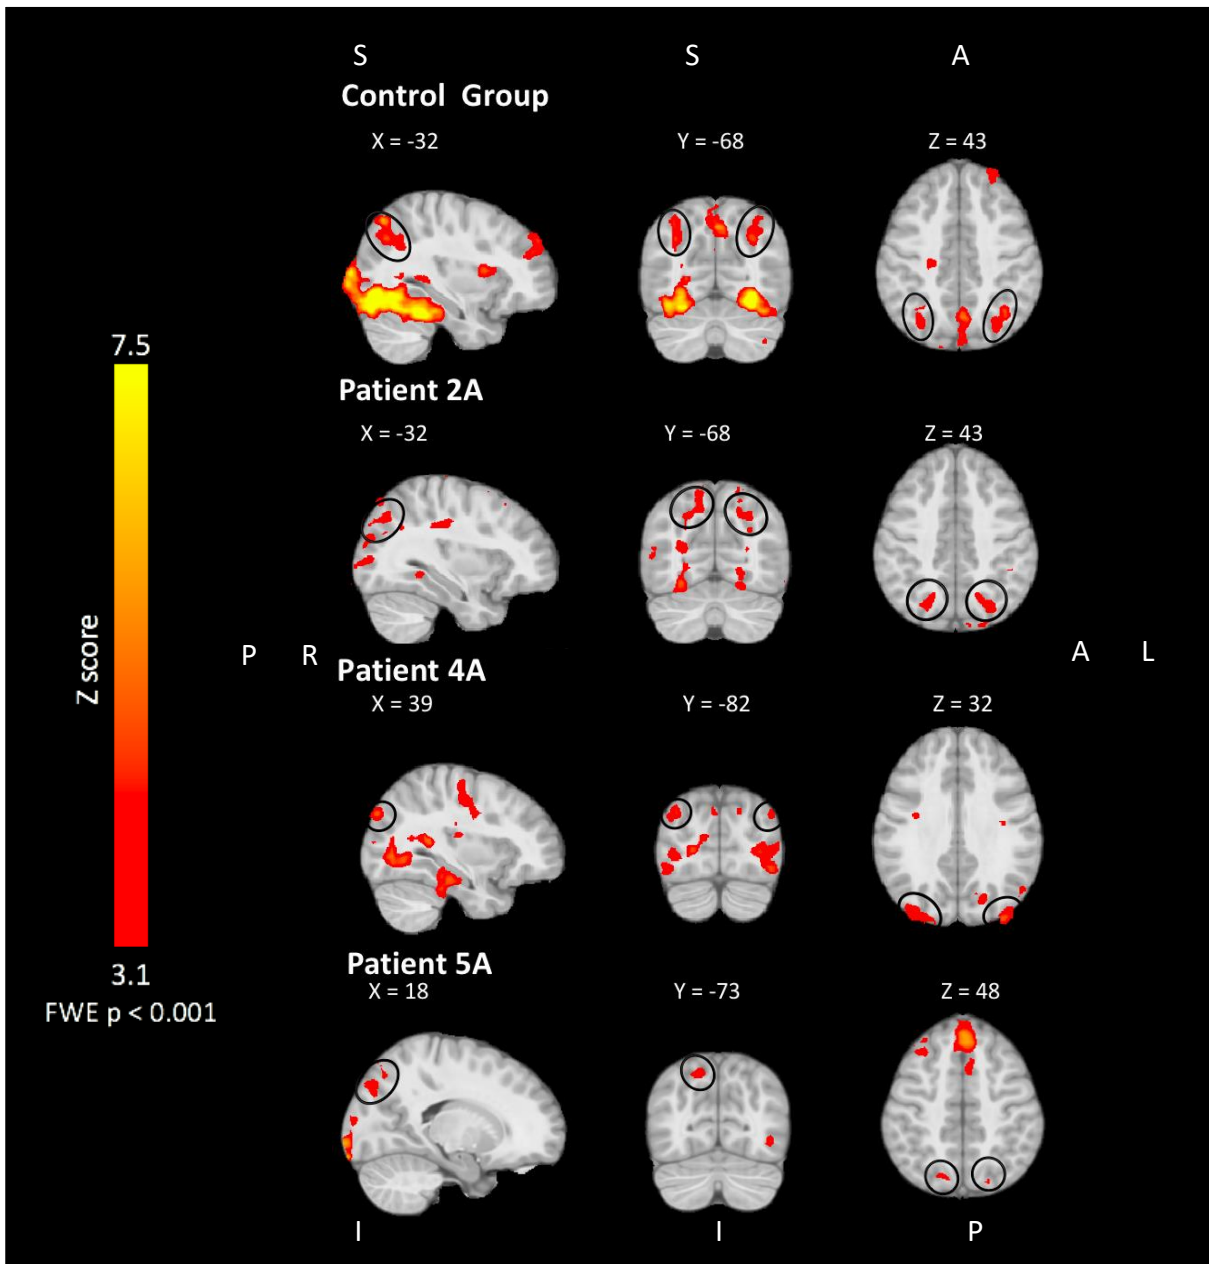 S S A
Control Group
X = -32 Y = -68 Z = 43
Patient 2A
X = -32 Y = -68 Z = 43
P R A L
Patient 4A
X = 39 Y = -82 Z = 32
Patient 5A
X = 18 Y = -73 Z = 48
I I P
7.5
Z score
3.1
FWE p < 0.001